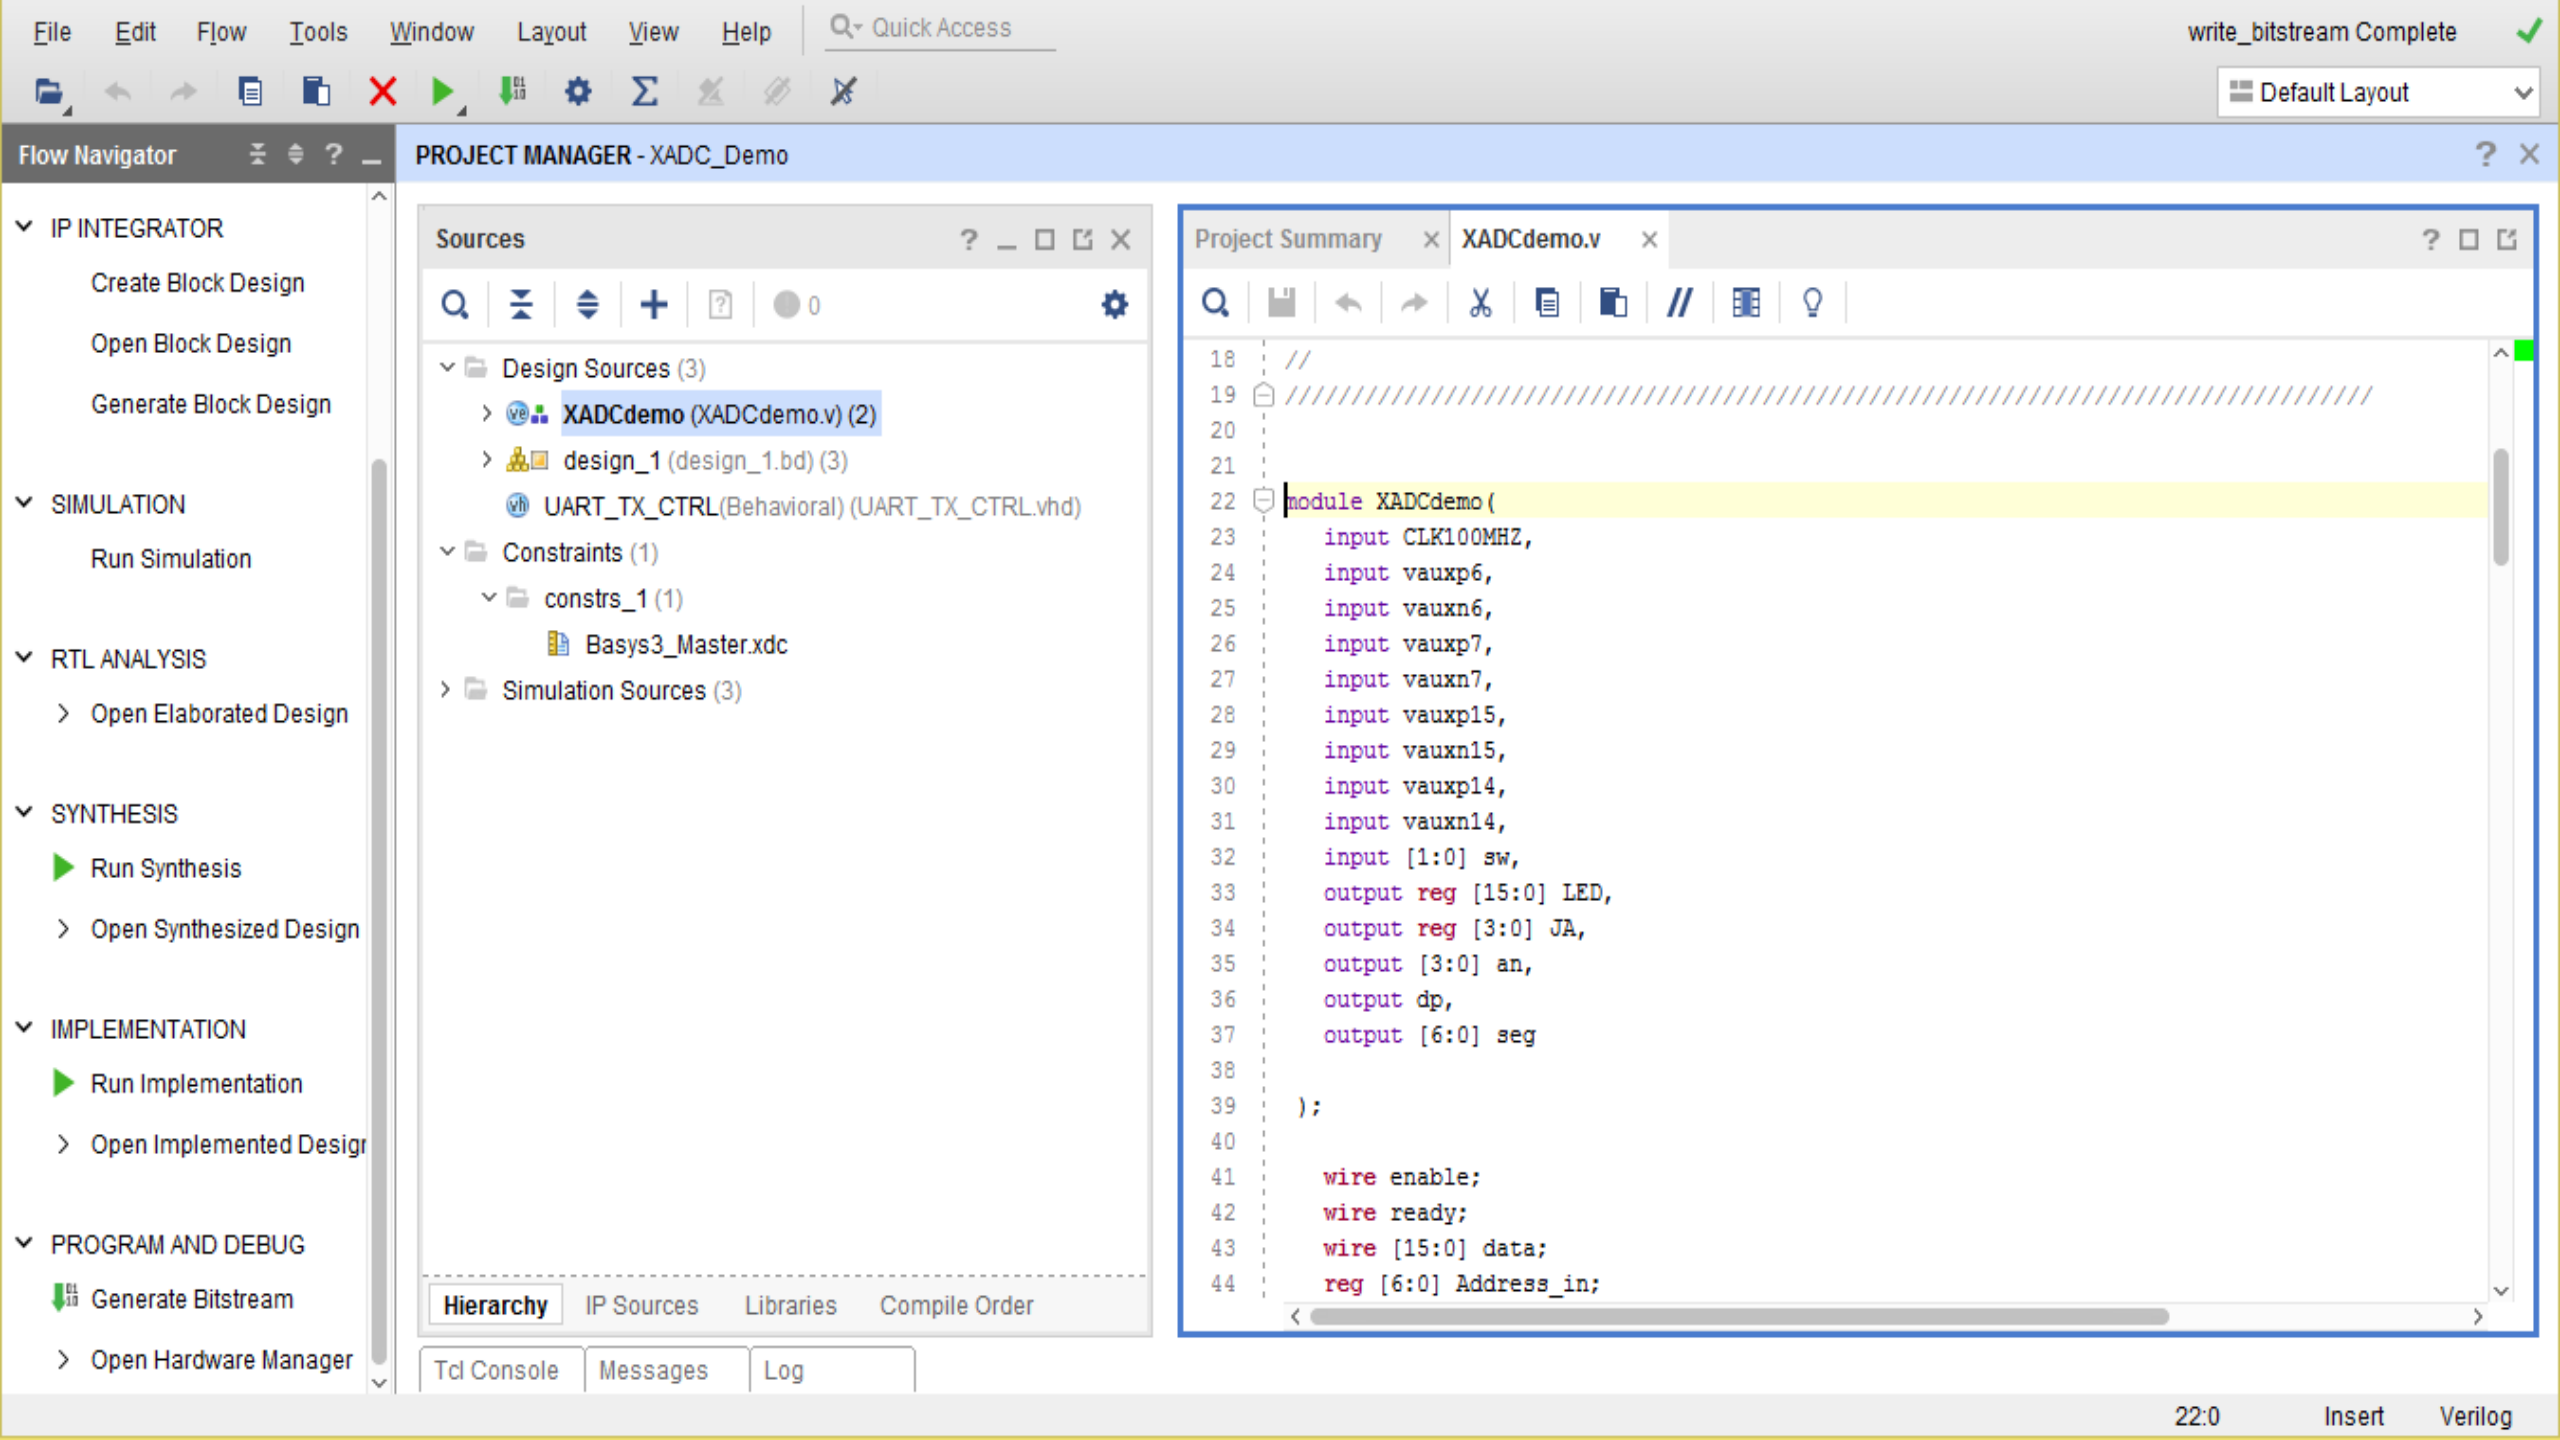 File Edit Flow Tools Window Layout View Help Quick Access write_bitstream Complete
Default Layout
Flow Navigator
PROJECT MANAGER - XADC_Demo
IP INTEGRATOR
Create Block Design
Open Block Design
Generate Block Design
SIMULATION
Run Simulation
RTL ANALYSIS
Open Elaborated Design
SYNTHESIS
Run Synthesis
Open Synthesized Design
IMPLEMENTATION
Run Implementation
Open Implemented Desigr
PROGRAM AND DEBUG
Generate Bitstream
Open Hardware Manager
Sources
0
Design Sources (3)
XADCdemo (XADCdemo.v) (2)
design_1 (design_1.bd) (3)
UART_TX_CTRL(Behavioral) (UART_TX_CTRL.vhd)
Constraints (1)
constrs_1 (1)
Basys3_Master.xdc
Simulation Sources (3)
Hierarchy IP Sources Libraries Compile Order
Tcl Console Messages Log
Project Summary XADCdemo.v
18 //
19 //////////////////////////////////////////////////////////////////////////////////
20
21
22 module XADCdemo(
23 input CLK100MHZ,
24 input vauxp6,
25 input vauxn6,
26 input vauxp7,
27 input vauxn7,
28 input vauxp15,
29 input vauxn15,
30 input vauxp14,
31 input vauxn14,
32 input [1:0] sw,
33 output reg [15:0] LED,
34 output reg [3:0] JA,
35 output [3:0] an,
36 output dp,
37 output [6:0] seg
38
39 );
40
41 wire enable;
42 wire ready;
43 wire [15:0] data;
44 reg [6:0] Address_in;
22:0 Insert Verilog